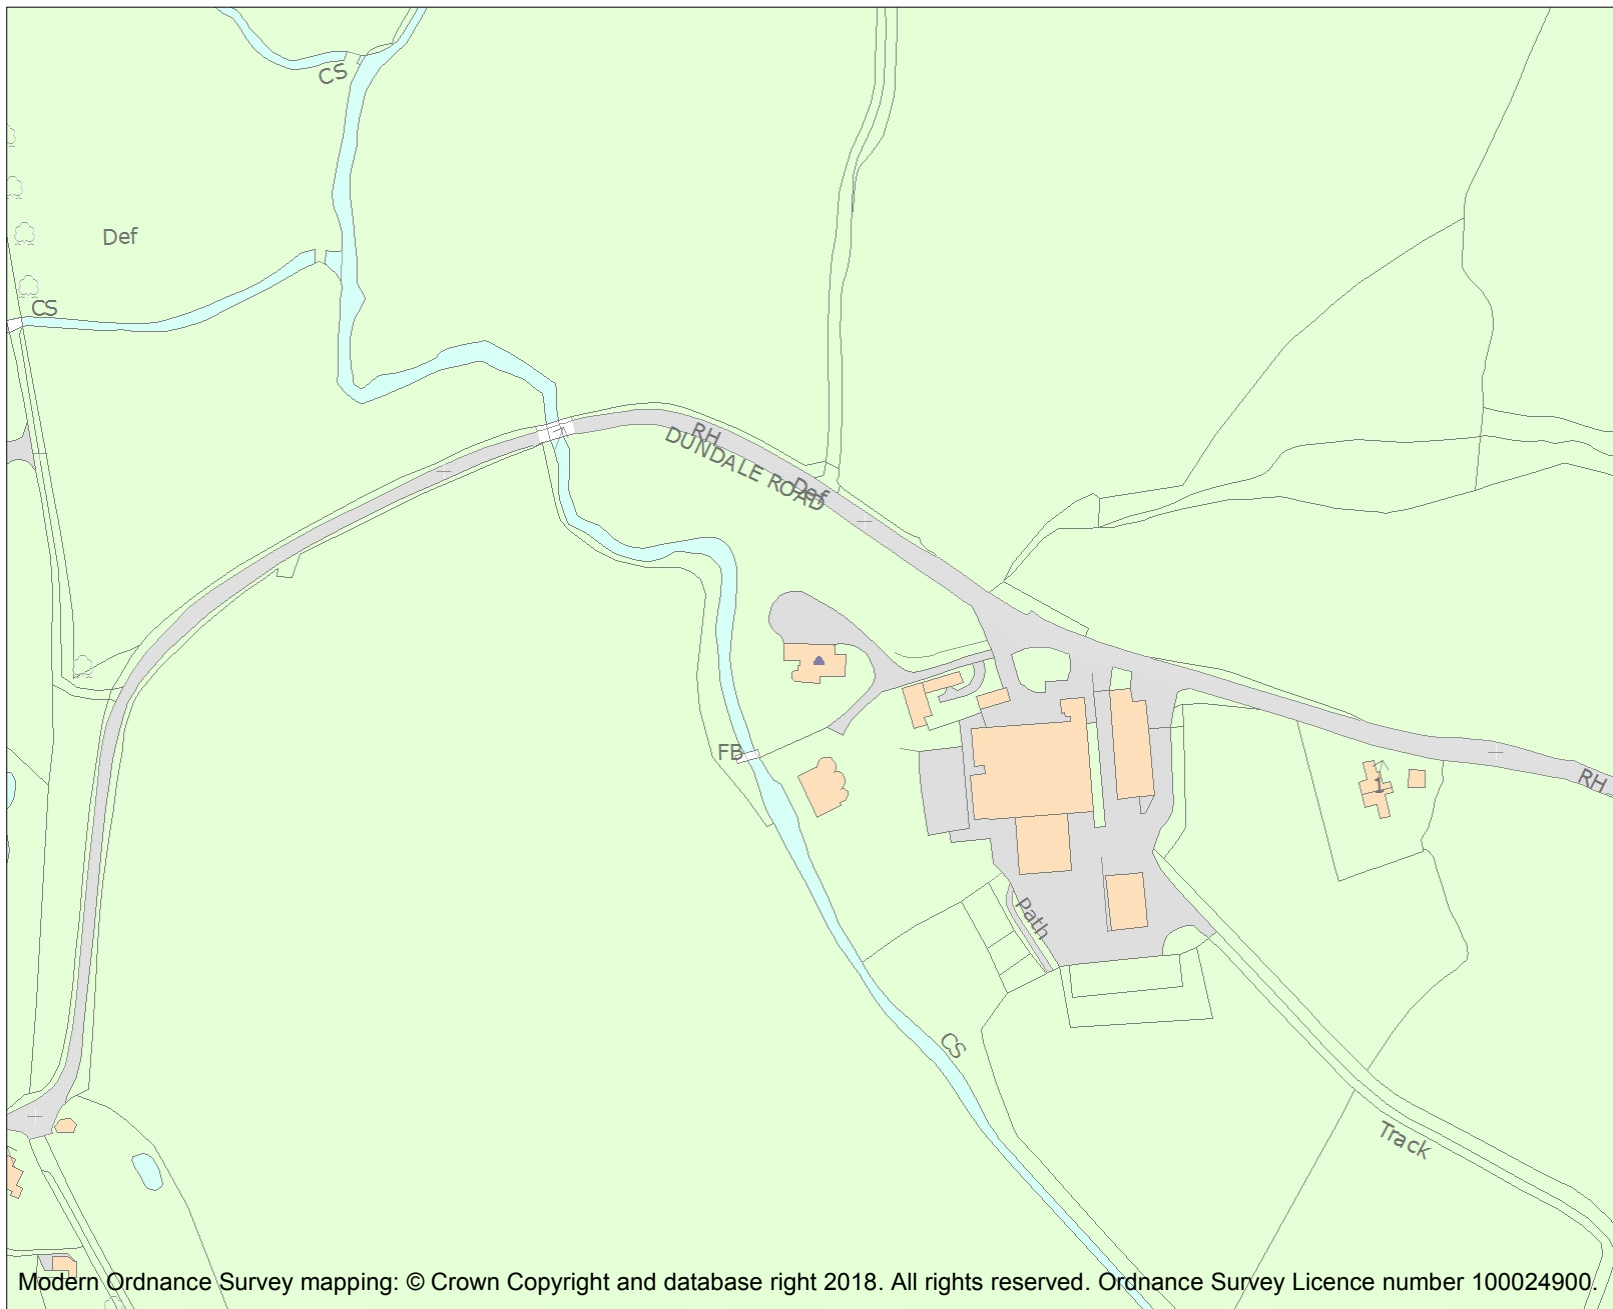 CS
Def
CS
RH
DUNDALE ROAD
Def
FB
1
RH
Path
CS
Track
Modern Ordnance Survey mapping: © Crown Copyright and database right 2018. All rights reserved. Ordnance Survey Licence number 100024900.